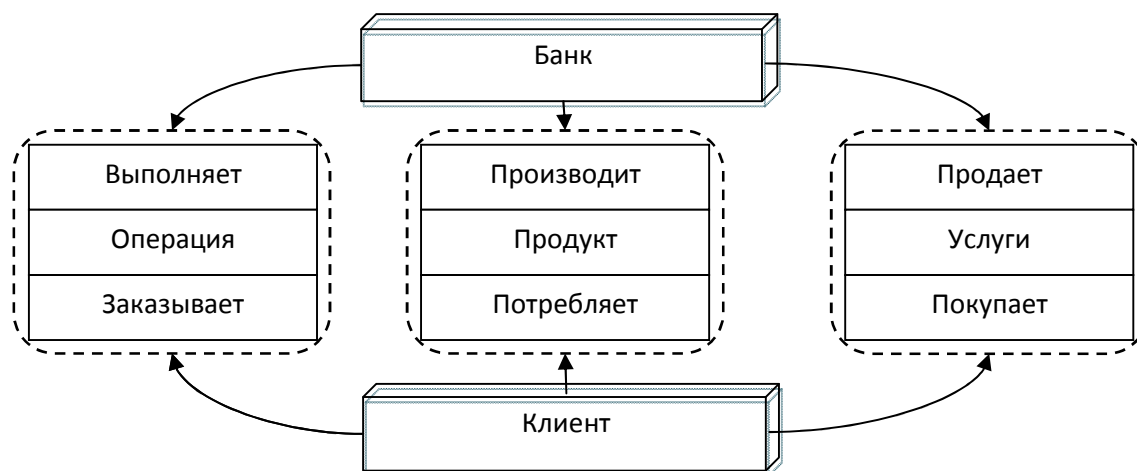 Банк
Выполняет
Операция
Заказывает
Производит
Продукт
Потребляет
Продает
Услуги
Покупает
Клиент